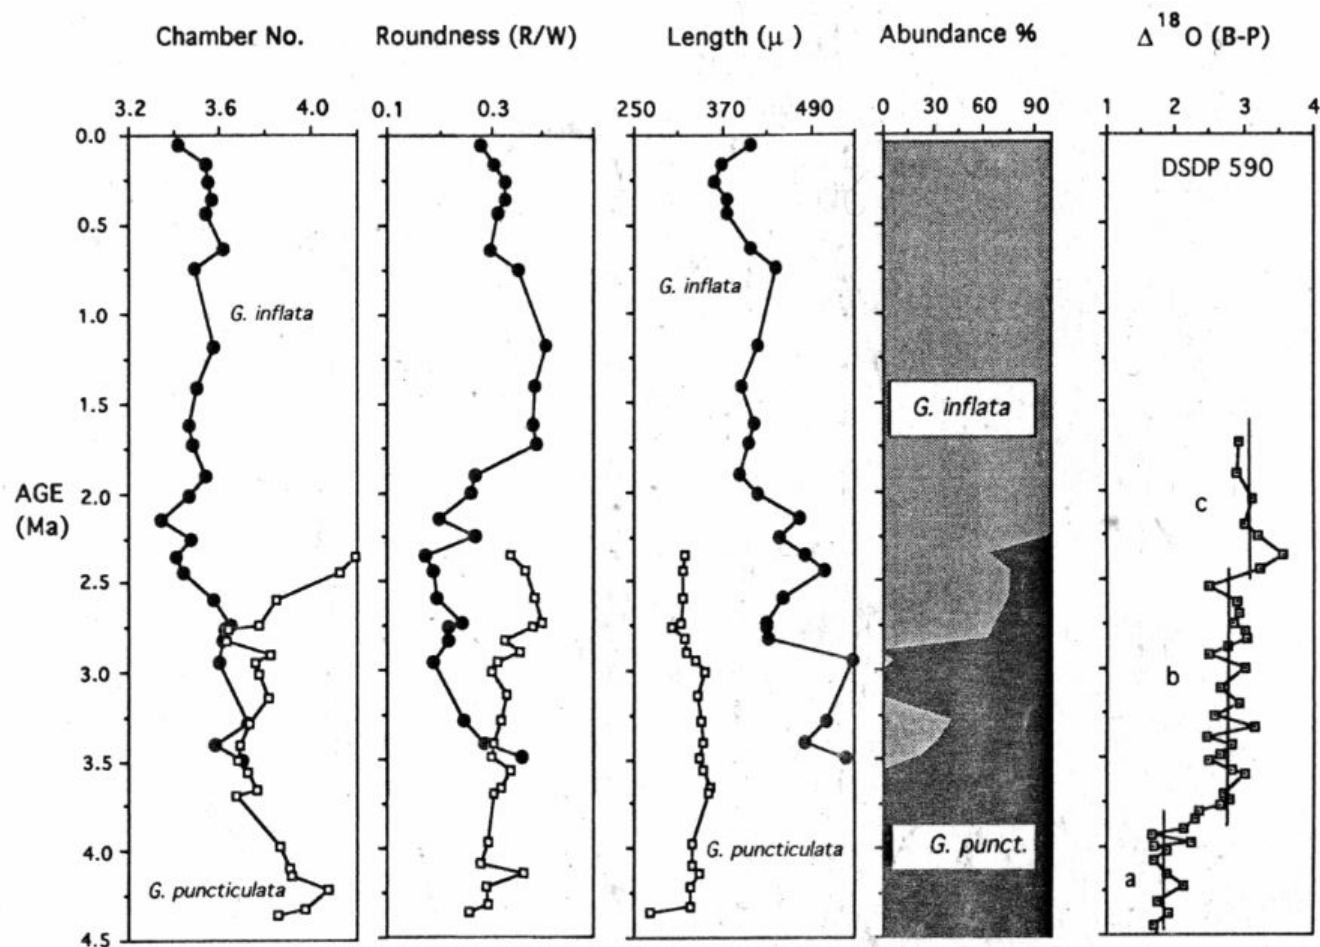 Chamber No. Roundness (R/W) Length (μ ) Abundance % Δ 18 O (B-P)
3.2 3.6 4.0 0.1 0.3 250 370 490 0 30 60 90 1 2 3 4
0.0
DSDP 590
0.5
G. inflata
G. inflata
1.0
G. inflata
1.5
AGE
(Ma)
2.0
c
2.5
3.0
b
3.5
4.0
G. puncticulata
G. punct.
G. puncticulata
a
4.5